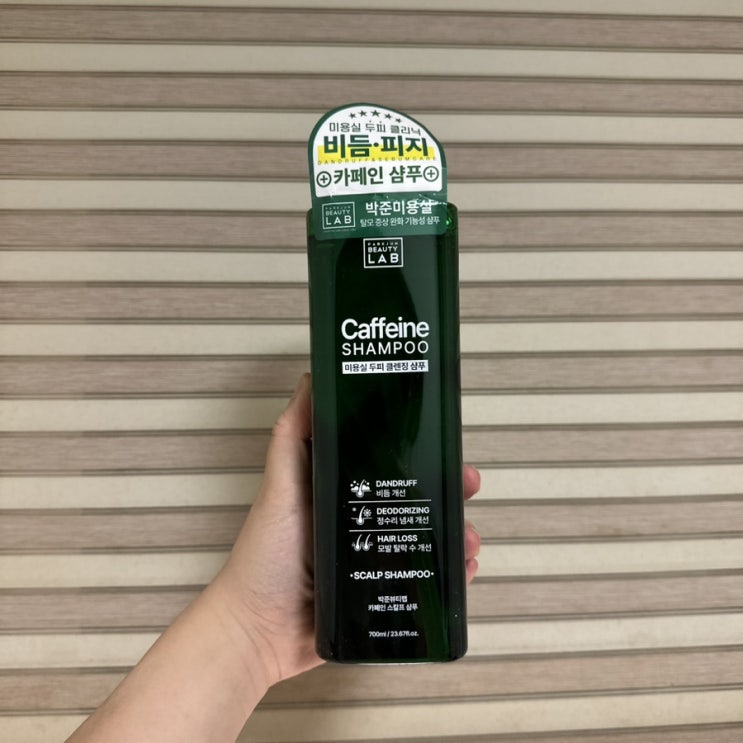 미용실 두피 클리닉
비듬·피지
DANDRUFF&SEBUM CARE
카페인 샴푸
PARKJUN
BEAUTY
LAB
박준미용실
탈모 증상 완화 기능성 샴푸
PARKJUN
BEAUTY
LAB
Caffeine
SHAMPOO
미용실 두피 클렌징 샴푸
DANDRUFF
비듬 개선
DEODORIZING
정수리 냄새 개선
HAIR LOSS
모발 탈락 수 개선
•SCALP SHAMPOO•
박준뷰티랩
카페인 스칼프 샴푸
700ml / 23.67fl.oz.